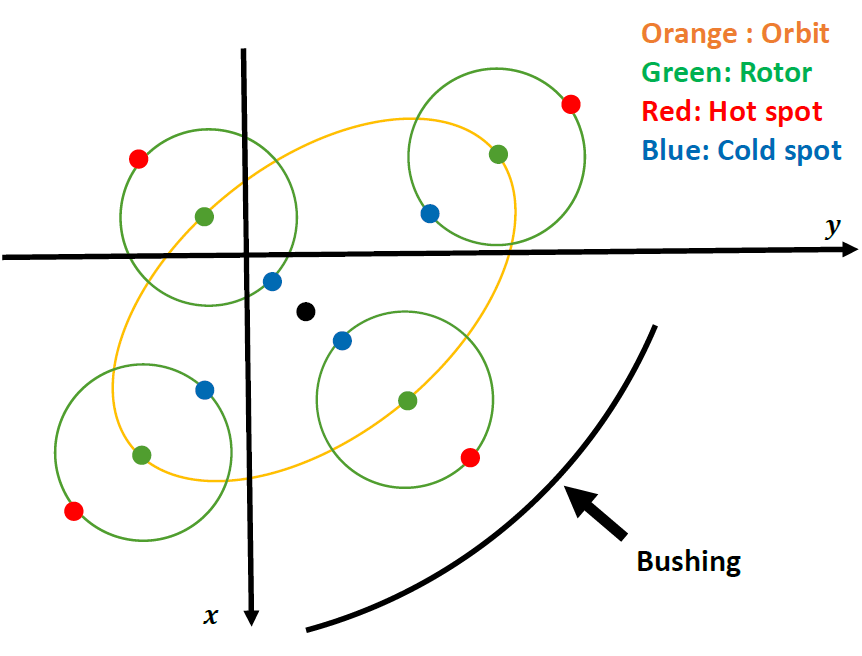 Orange : Orbit
Green: Rotor
Red: Hot spot
Blue: Cold spot
y
Bushing
x